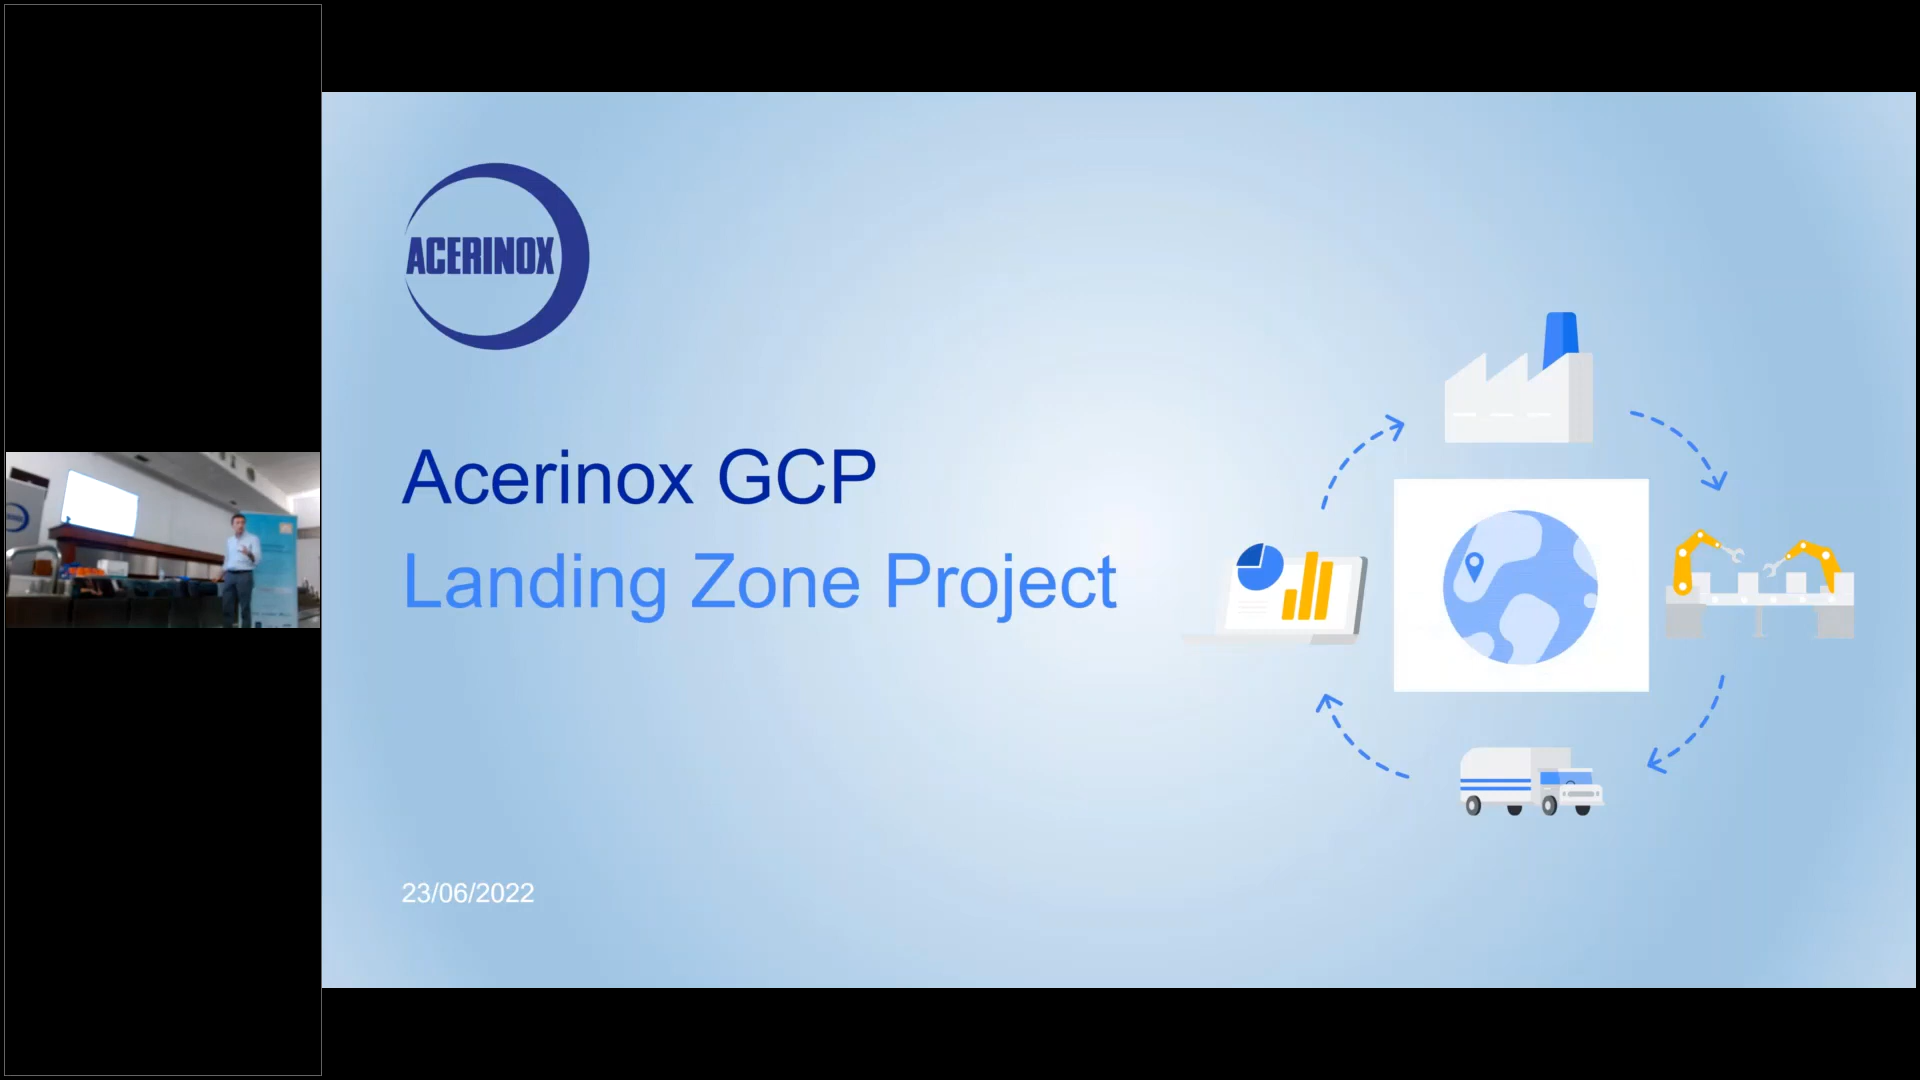 ACERINOX
Acerinox GCP
Landing Zone Project
23/06/2022